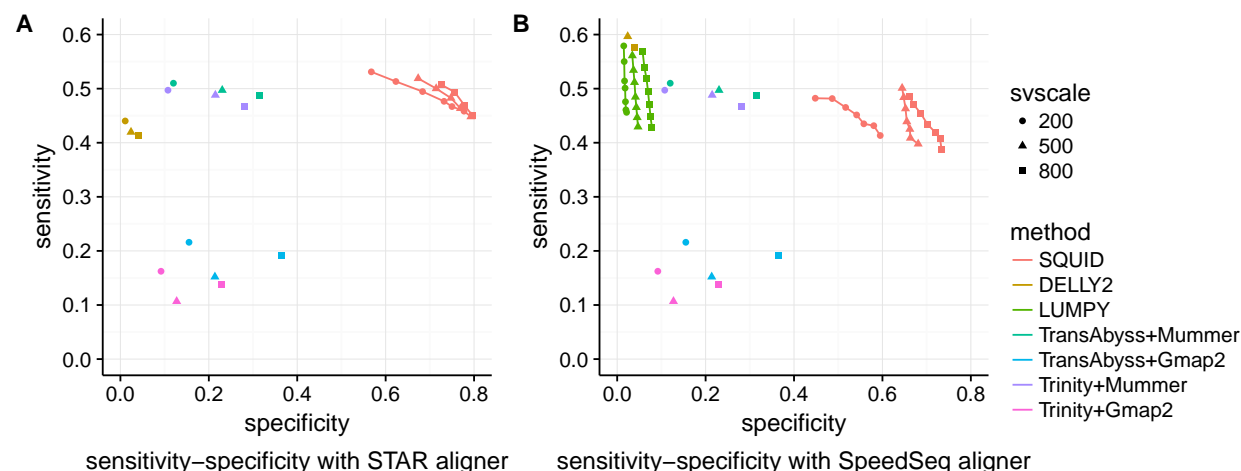 A
0.6
0.5
0.4
0.3
0.2
0.1
0.0
sensitivity
0.0 0.2 0.4 0.6 0.8
specificity
sensitivity–specificity with STAR aligner
B
0.6
0.5
0.4
0.3
0.2
0.1
0.0
sensitivity
0.0 0.2 0.4 0.6 0.8
specificity
sensitivity–specificity with SpeedSeq aligner
svscale
200
500
800
method
SQUID
DELLY2
LUMPY
TransAbyss+Mummer
TransAbyss+Gmap2
Trinity+Mummer
Trinity+Gmap2